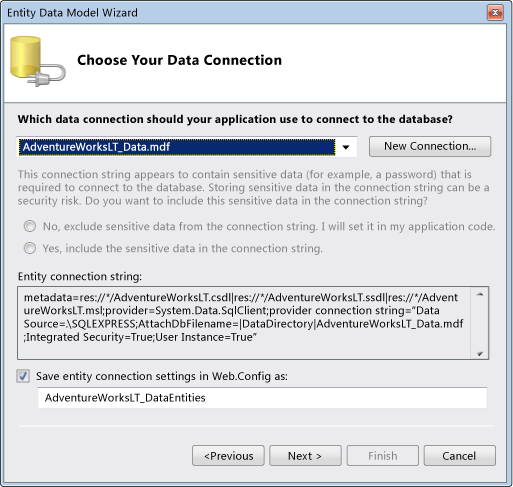 Entity Data Model Wizard
Choose Your Data Connection
Which data connection should your application use to connect to the database?
AdventureWorksLT_Data.mdf
New Connection...
This connection string appears to contain sensitive data (for example, a password) that is
required to connect to the database. Storing sensitive data in the connection string can be a
security risk. Do you want to include this sensitive data in the connection string?
No, exclude sensitive data from the connection string. I will set it in my application code.
Yes, include the sensitive data in the connection string.
Entity connection string:
metadata=res://*/AdventureWorksLT.csdl|res://*/AdventureWorksLT.ssdl|res://*/Advent
ureWorksLT.msl;provider=System.Data.SqlClient;provider connection string="Data
Source=.\SQLEXPRESS;AttachDbFilename=|DataDirectory|AdventureWorksLT_Data.mdf
;Integrated Security=True;User Instance=True"
Save entity connection settings in Web.Config as:
AdventureWorksLT_DataEntities
<Previous
Next >
Finish
Cancel